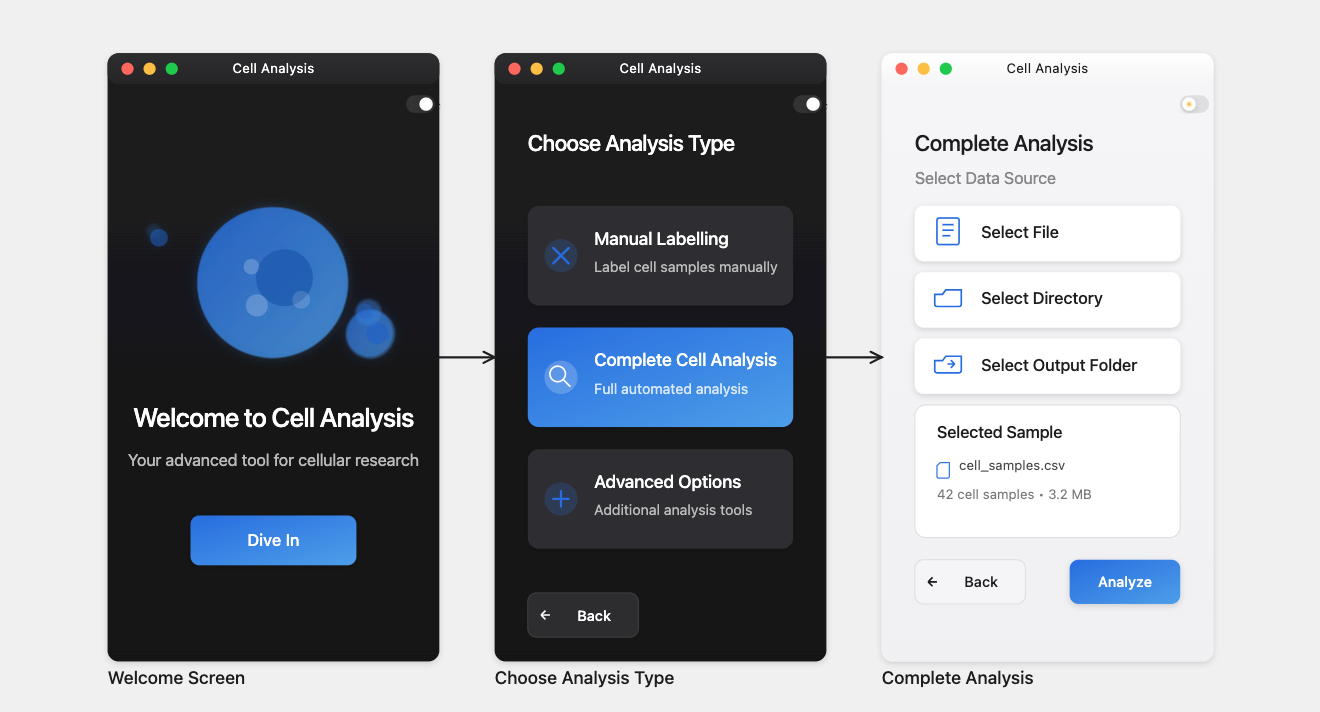 Cell Analysis
Welcome to Cell Analysis
Your advanced tool for cellular research
Dive In
Welcome Screen
Cell Analysis
Choose Analysis Type
Manual Labelling
Label cell samples manually
Complete Cell Analysis
Full automated analysis
Advanced Options
Additional analysis tools
Back
Choose Analysis Type
Cell Analysis
Complete Analysis
Select Data Source
Select File
Select Directory
Select Output Folder
Selected Sample
cell_samples.csv
42 cell samples • 3.2 MB
Back
Analyze
Complete Analysis